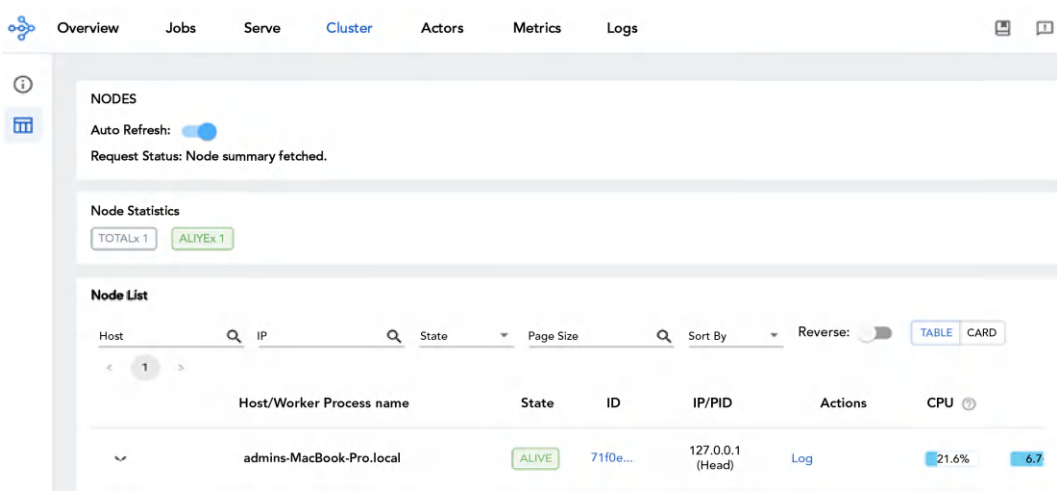 Overview Jobs Serve Cluster Actors Metrics Logs
NODES
Auto Refresh:
Request Status: Node summary fetched.
Node Statistics
TOTALx 1 ALIYEx 1
Node List
Host IP State Page Size Sort By Reverse: TABLE CARD
< 1 >
Host/Worker Process name State ID IP/PID Actions CPU ?
admins-MacBook-Pro.local ALIVE 71f0e... 127.0.0.1 Log 21.6% 6.7
(Head)